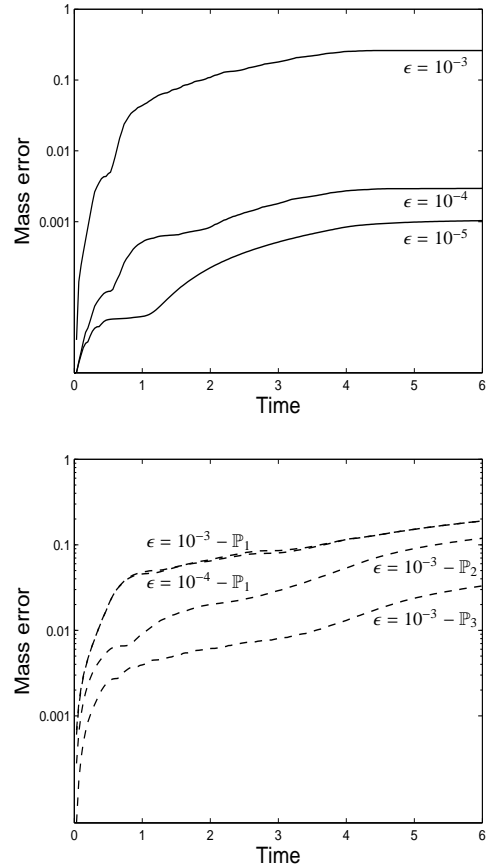 1
0.1
0.01
0.001
Mass error
ϵ = 10⁻³
ϵ = 10⁻⁴
ϵ = 10⁻⁵
0 1 2 3 4 5 6
Time
1
0.1
0.01
0.001
Mass error
ϵ = 10⁻³ − ℙ₁
ϵ = 10⁻⁴ − ℙ₁
ϵ = 10⁻³ − ℙ₂
ϵ = 10⁻³ − ℙ₃
0 1 2 3 4 5 6
Time